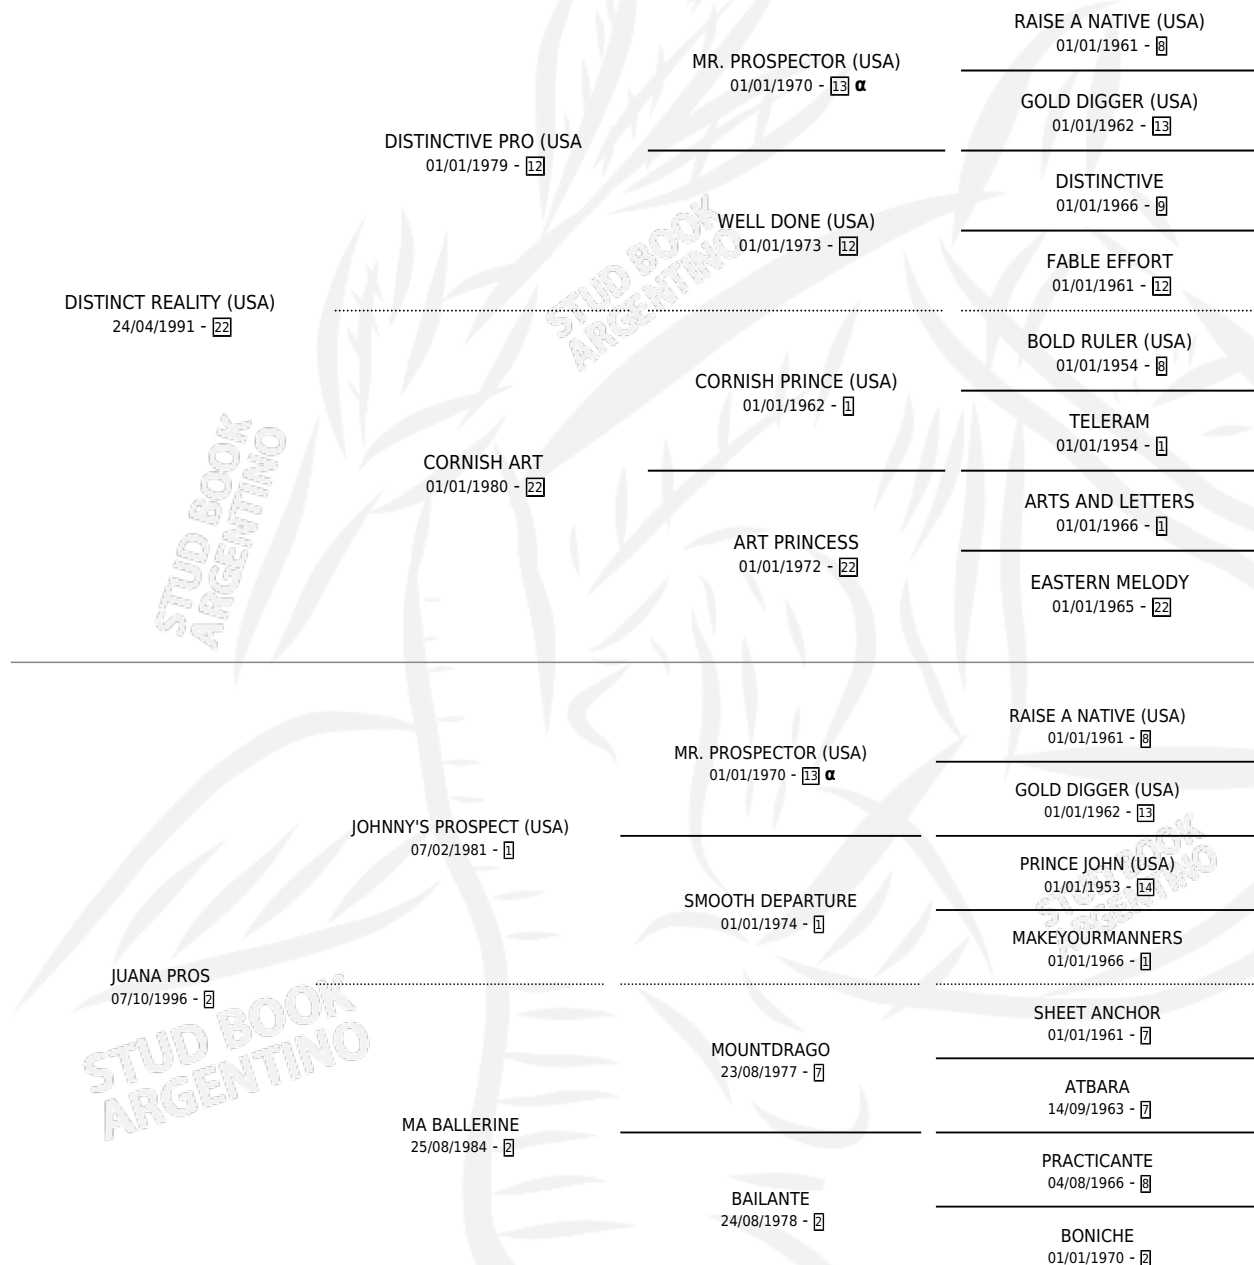 RAISE A NATIVE (USA)
01/01/1961 - 8
MR. PROSPECTOR (USA)
01/01/1970 - 13 α
GOLD DIGGER (USA)
01/01/1962 - 13
DISTINCTIVE PRO (USA
01/01/1979 - 12
DISTINCTIVE
01/01/1966 - 9
WELL DONE (USA)
01/01/1973 - 12
FABLE EFFORT
01/01/1961 - 12
DISTINCT REALITY (USA)
24/04/1991 - 22
BOLD RULER (USA)
01/01/1954 - 8
CORNISH PRINCE (USA)
01/01/1962 - 1
TELERAM
01/01/1954 - 1
CORNISH ART
01/01/1980 - 22
ARTS AND LETTERS
01/01/1966 - 1
ART PRINCESS
01/01/1972 - 22
EASTERN MELODY
01/01/1965 - 22
STUD BOOK
ARGENTINO
STUD BOOK
ARGENTINO
RAISE A NATIVE (USA)
01/01/1961 - 8
MR. PROSPECTOR (USA)
01/01/1970 - 13 α
GOLD DIGGER (USA)
01/01/1962 - 13
JOHNNY'S PROSPECT (USA)
07/02/1981 - 1
PRINCE JOHN (USA)
01/01/1953 - 14
SMOOTH DEPARTURE
01/01/1974 - 1
MAKEYOURMANNERS
01/01/1966 - 1
JUANA PROS
07/10/1996 - 2
SHEET ANCHOR
01/01/1961 - 7
MOUNTDRAGO
23/08/1977 - 7
ATBARA
14/09/1963 - 7
MA BALLERINE
25/08/1984 - 2
PRACTICANTE
04/08/1966 - 8
BAILANTE
24/08/1978 - 2
BONICHE
01/01/1970 - 2
STUD BOOK
ARGENTINO
STUD BOOK
ARGENTINO